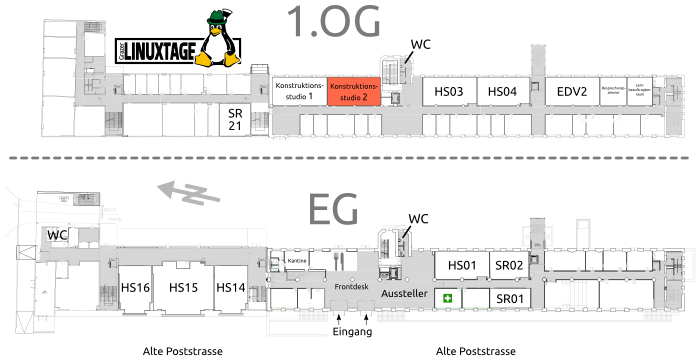 1.OG
Grazer
LINUXTAGE
WC
Konstruktions-
studio 1
Konstruktions-
studio 2
HS03
HS04
EDV2
Besprechungs-
zimmer
Lehr-
beauftragten
raum
SR
21
EG
WC
WC
Kantine
HS01
SR02
HS16
HS15
HS14
Frontdesk
Aussteller
SR01
Eingang
Alte Poststrasse
Alte Poststrasse